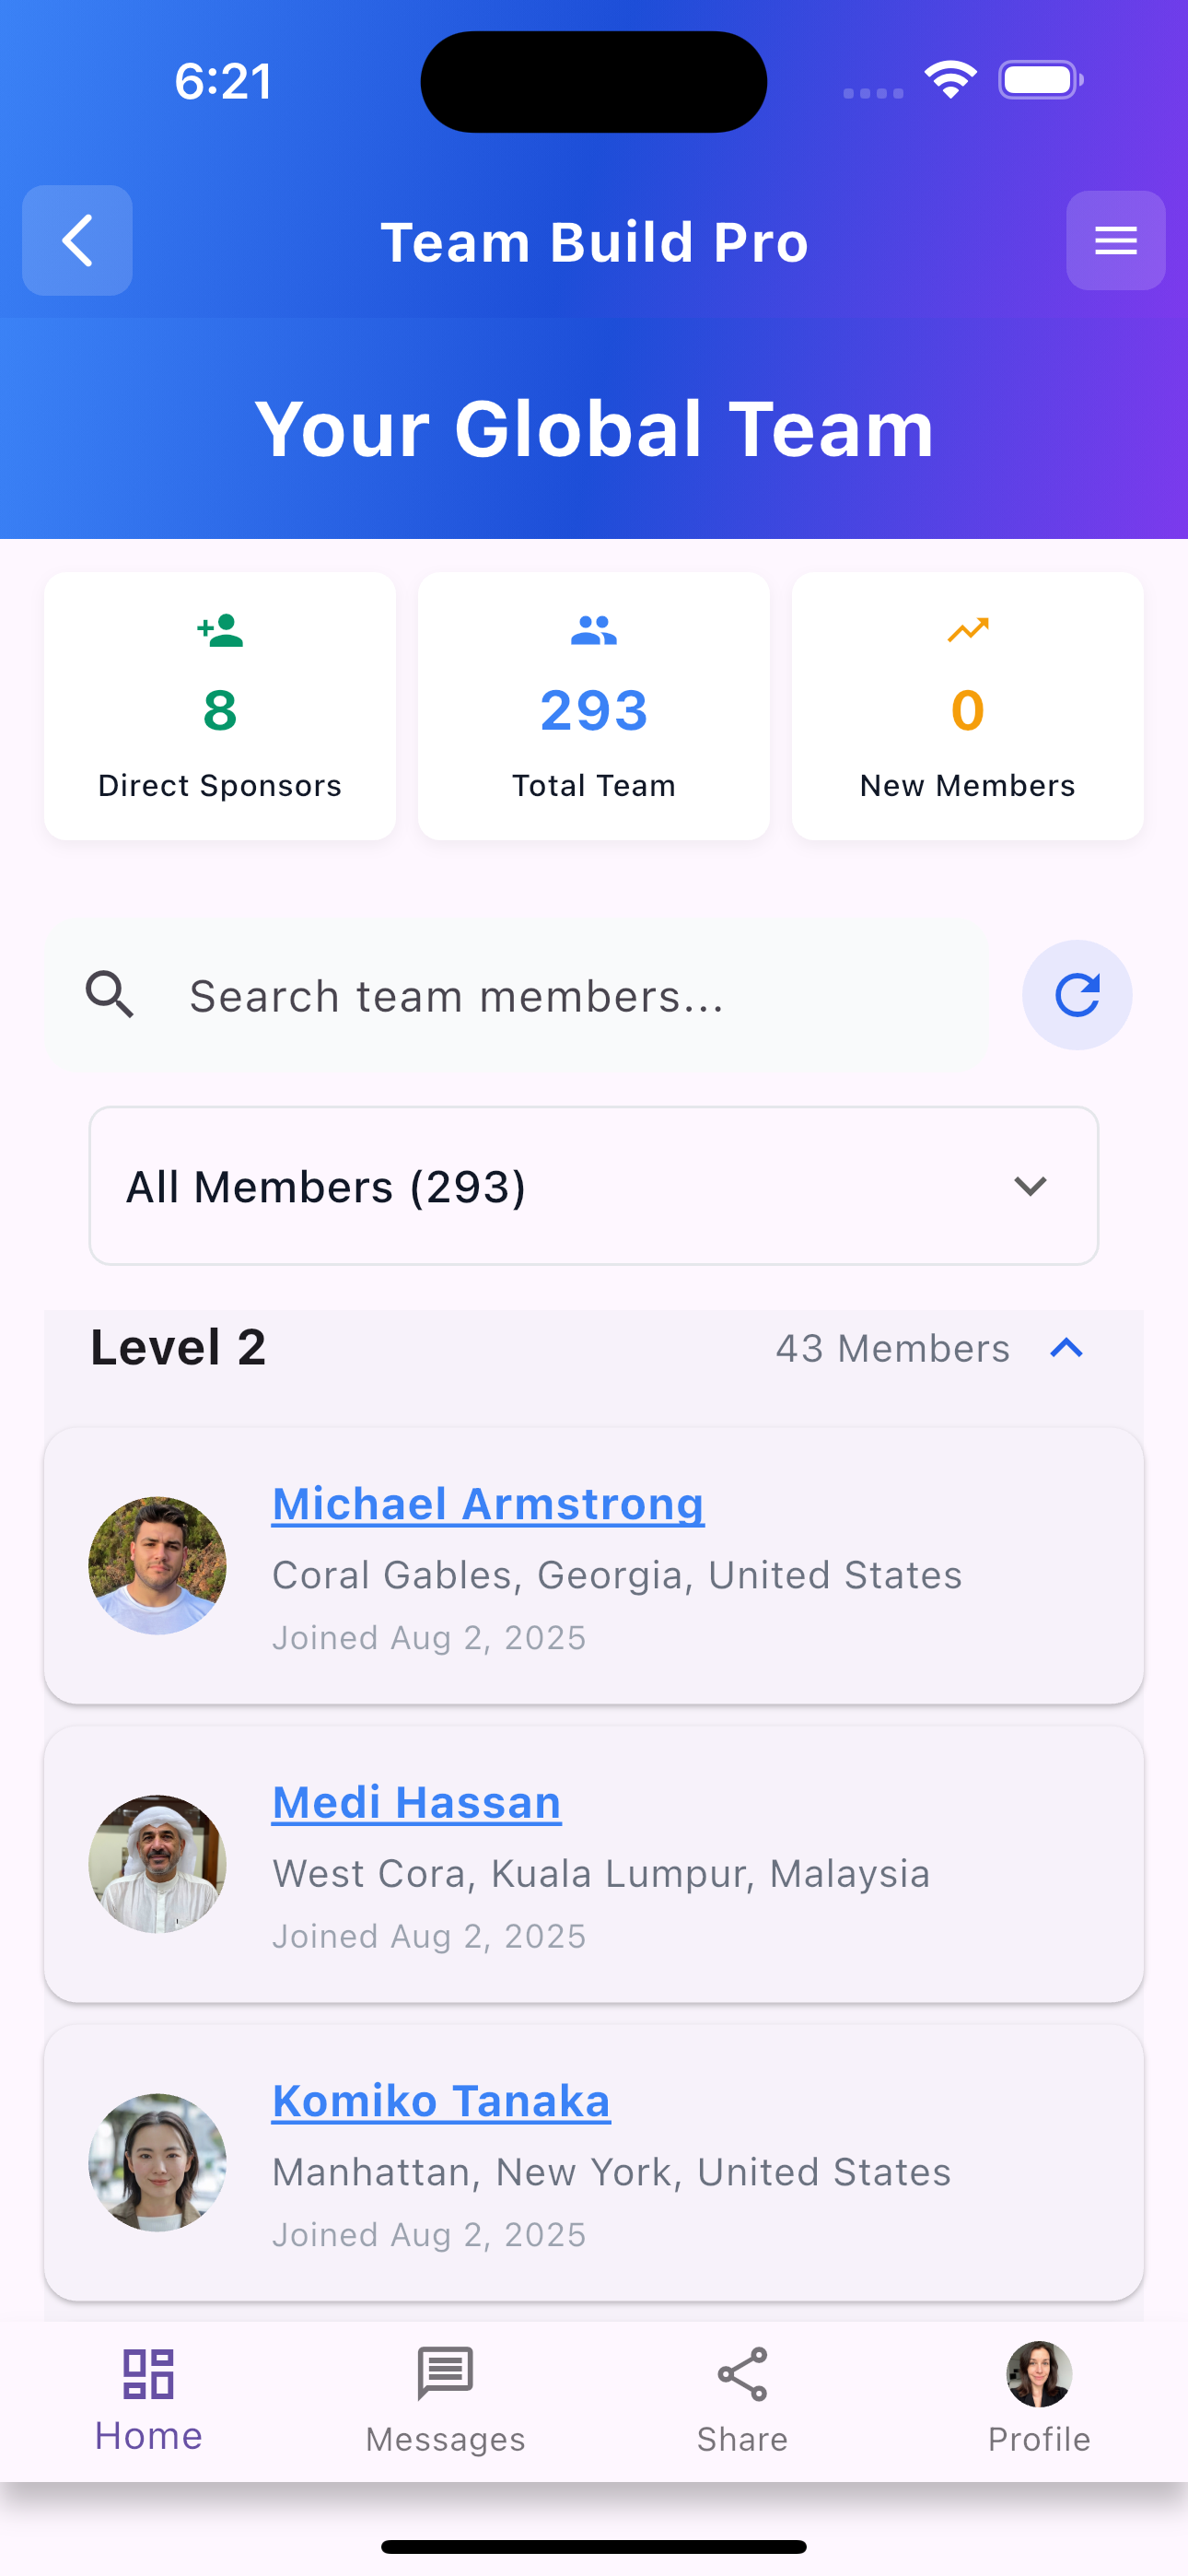 6:21
Team Build Pro
Your Global Team
8
Direct Sponsors
293
Total Team
0
New Members
Search team members...
All Members (293)
Level 2
43 Members
Michael Armstrong
Coral Gables, Georgia, United States
Joined Aug 2, 2025
Medi Hassan
West Cora, Kuala Lumpur, Malaysia
Joined Aug 2, 2025
Komiko Tanaka
Manhattan, New York, United States
Joined Aug 2, 2025
Home
Messages
Share
Profile